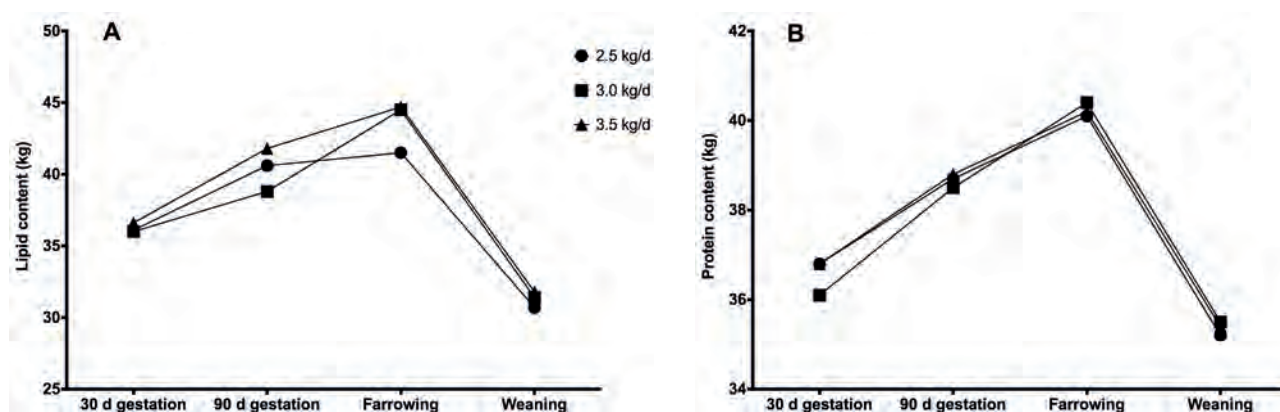 A
50
45
40
35
30
25
Lipid content (kg)
30 d gestation 90 d gestation Farrowing Weaning
2.5 kg/d
3.0 kg/d
3.5 kg/d
B
42
40
38
36
34
Protein content (kg)
30 d gestation 90 d gestation Farrowing Weaning